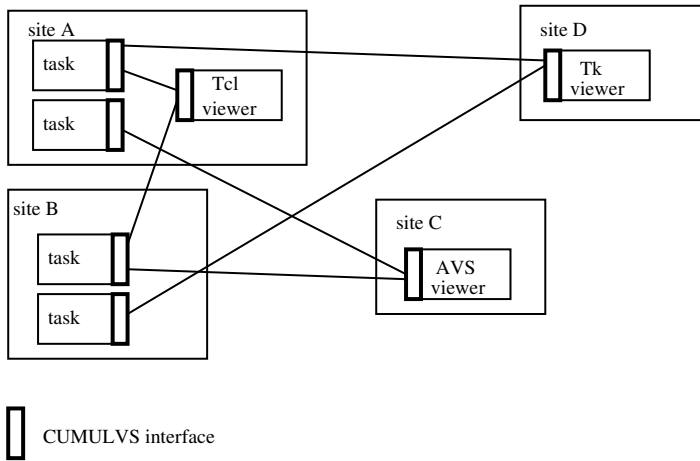 site A
task
Tcl
viewer
task
site D
Tk
viewer
site B
task
task
site C
AVS
viewer
CUMULVS interface